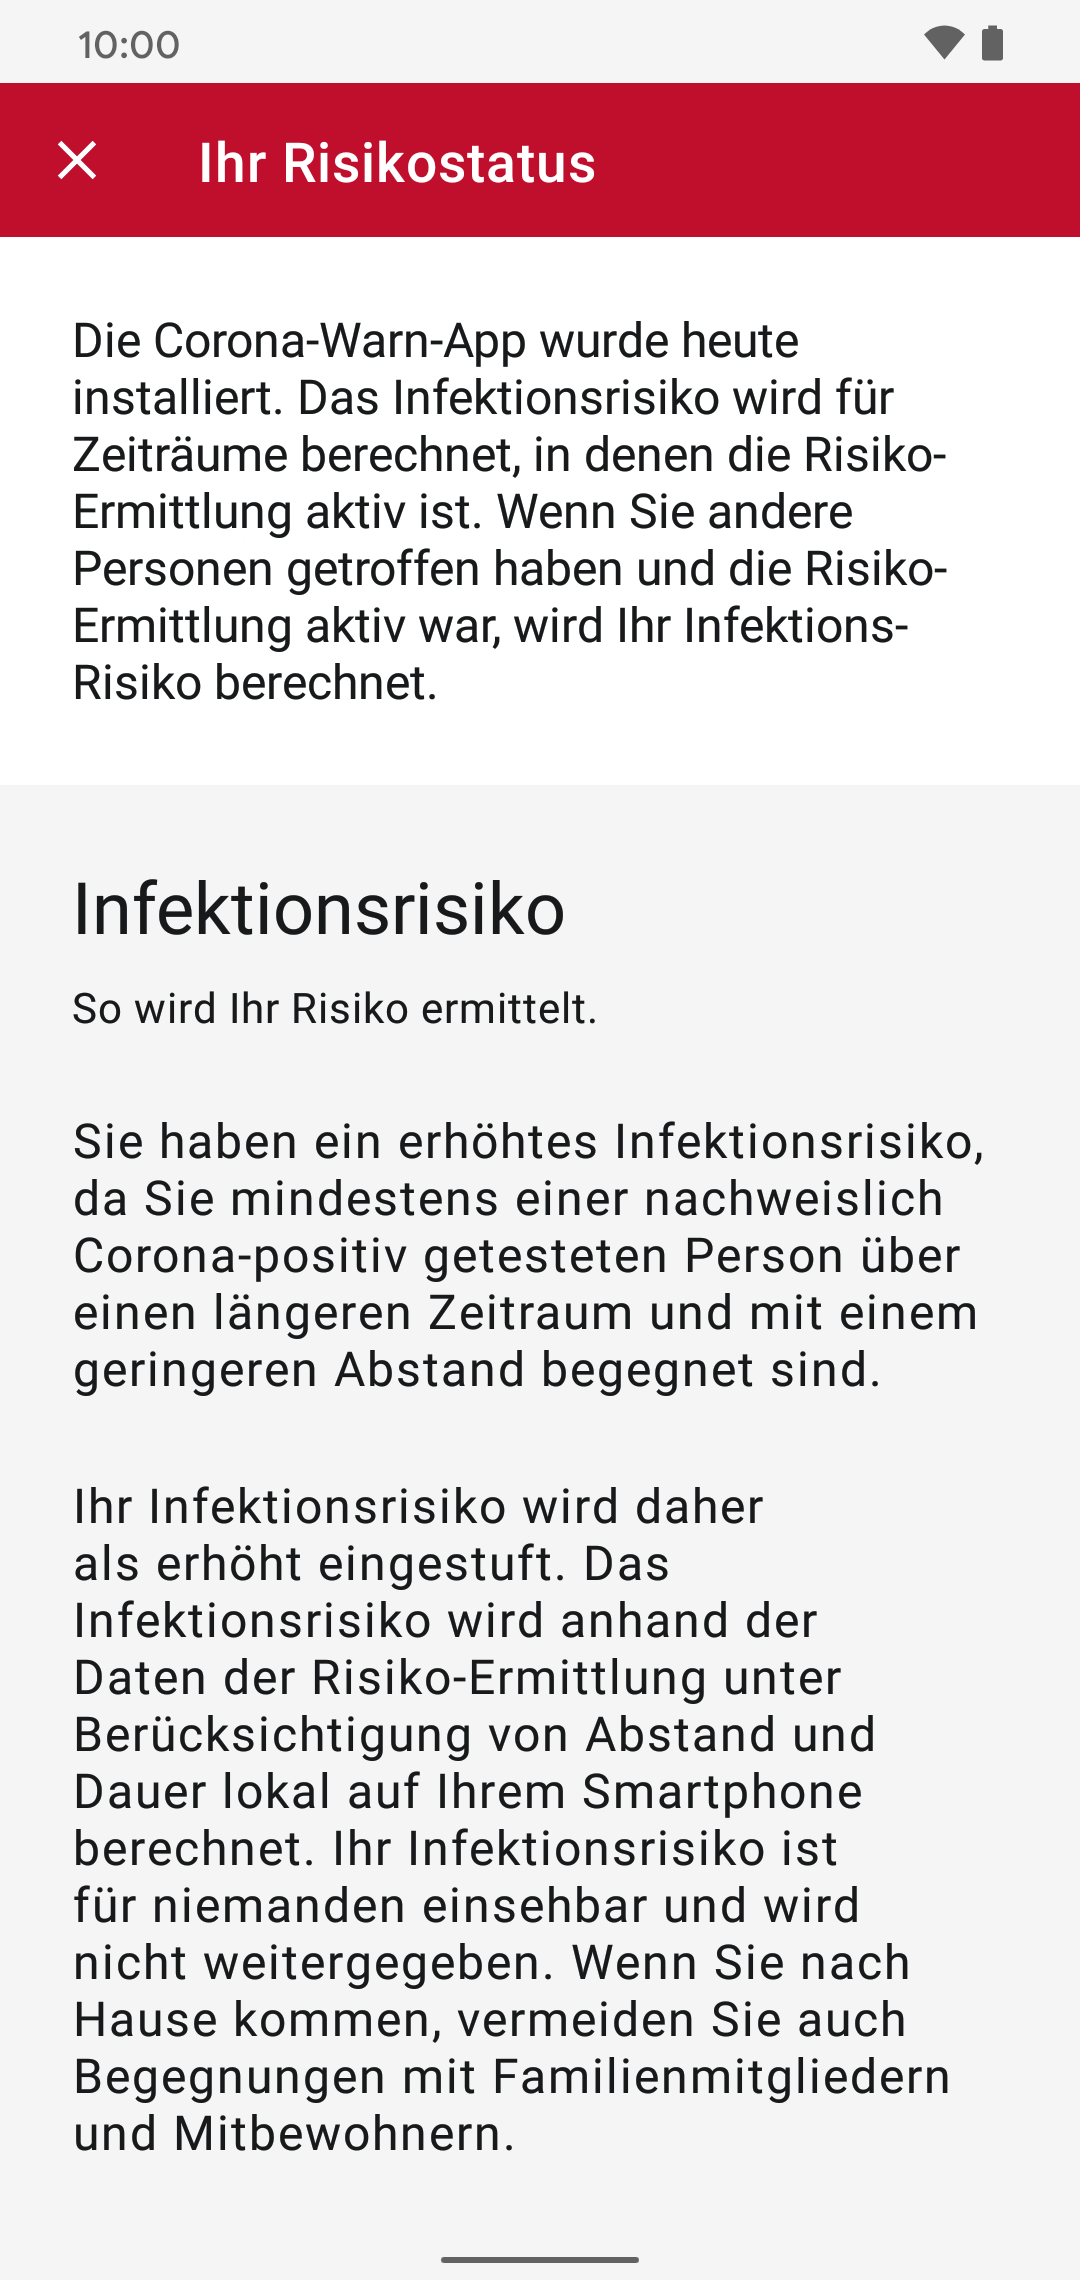 10:00
Ihr Risikostatus
Die Corona-Warn-App wurde heute
installiert. Das Infektionsrisiko wird für
Zeiträume berechnet, in denen die Risiko-
Ermittlung aktiv ist. Wenn Sie andere
Personen getroffen haben und die Risiko-
Ermittlung aktiv war, wird Ihr Infektions-
Risiko berechnet.
Infektionsrisiko
So wird Ihr Risiko ermittelt.
Sie haben ein erhöhtes Infektionsrisiko,
da Sie mindestens einer nachweislich
Corona-positiv getesteten Person über
einen längeren Zeitraum und mit einem
geringeren Abstand begegnet sind.
Ihr Infektionsrisiko wird daher
als erhöht eingestuft. Das
Infektionsrisiko wird anhand der
Daten der Risiko-Ermittlung unter
Berücksichtigung von Abstand und
Dauer lokal auf Ihrem Smartphone
berechnet. Ihr Infektionsrisiko ist
für niemanden einsehbar und wird
nicht weitergegeben. Wenn Sie nach
Hause kommen, vermeiden Sie auch
Begegnungen mit Familienmitgliedern
und Mitbewohnern.